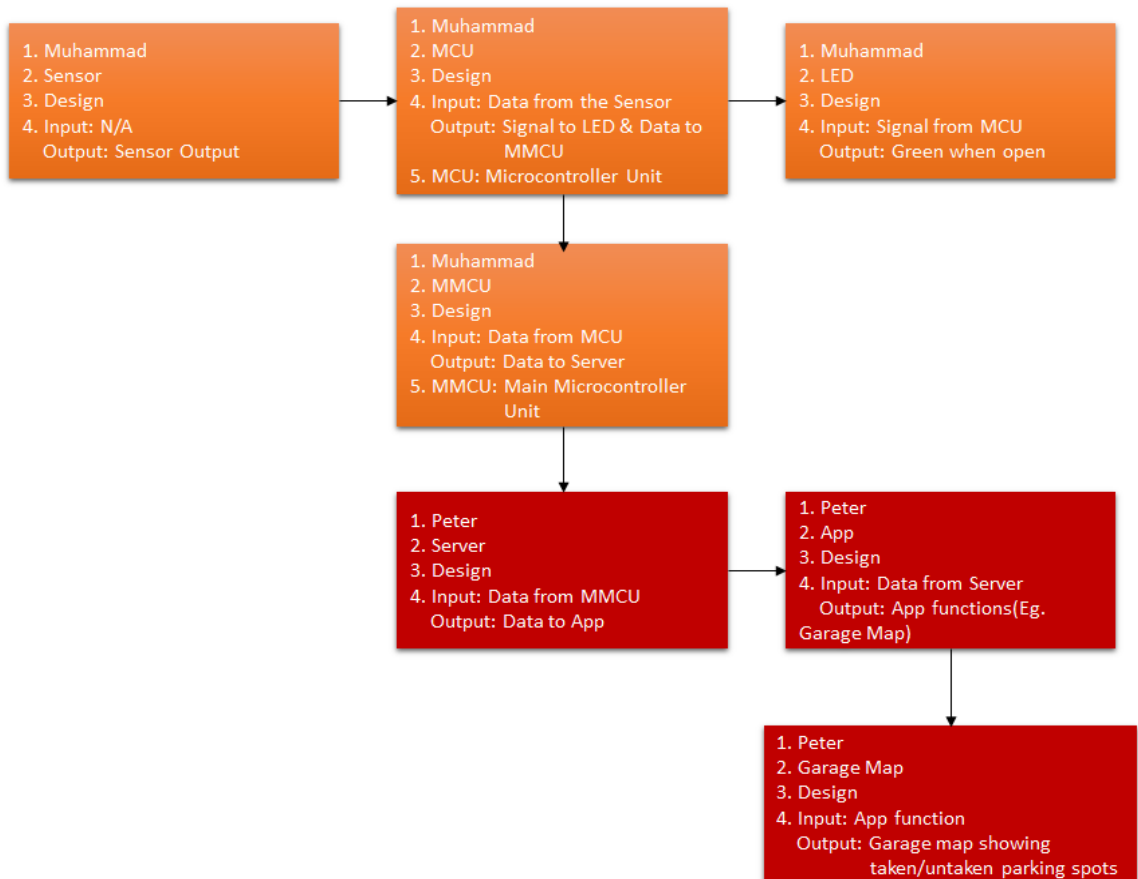 1. Muhammad
2. Sensor
3. Design
4. Input: N/A
Output: Sensor Output
1. Muhammad
2. MCU
3. Design
4. Input: Data from the Sensor
Output: Signal to LED & Data to
MMCU
5. MCU: Microcontroller Unit
1. Muhammad
2. LED
3. Design
4. Input: Signal from MCU
Output: Green when open
1. Muhammad
2. MMCU
3. Design
4. Input: Data from MCU
Output: Data to Server
5. MMCU: Main Microcontroller
Unit
1. Peter
2. Server
3. Design
4. Input: Data from MMCU
Output: Data to App
1. Peter
2. App
3. Design
4. Input: Data from Server
Output: App functions(Eg.
Garage Map)
1. Peter
2. Garage Map
3. Design
4. Input: App function
Output: Garage map showing
taken/untaken parking spots